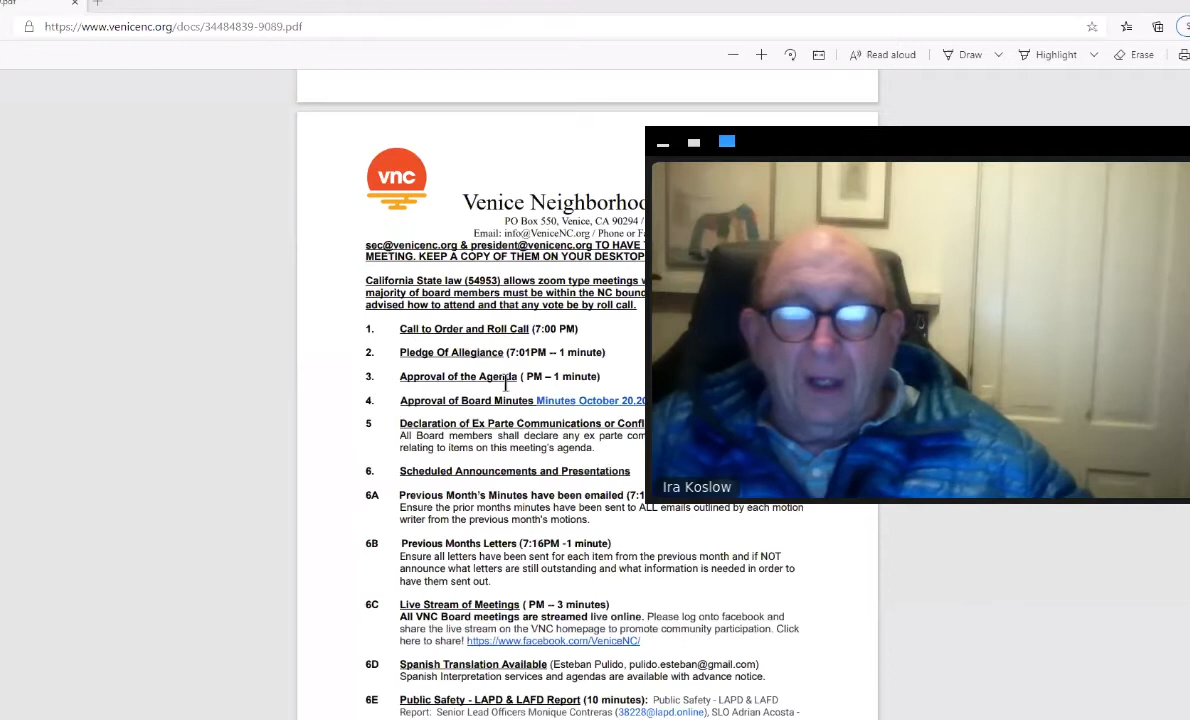 .pdf
https://www.venicenc.org/docs/34484839-9089.pdf
Read aloud
Draw
Highlight
Erase
vnc
Venice Neighborhoo
PO Box 550, Venice, CA 90294 /
Email: info@VeniceNC.org / Phone or Fa
sec@venicenc.org & president@venicenc.org TO HAVE
MEETING. KEEP A COPY OF THEM ON YOUR DESKTOP
California State law (54953) allows zoom type meetings
majority of board members must be within the NC bound
advised how to attend and that any vote be by roll call.
1. Call to Order and Roll Call (7:00 PM)
2. Pledge Of Allegiance (7:01PM -- 1 minute)
3. Approval of the Agenda ( PM – 1 minute)
4. Approval of Board Minutes Minutes October 20.20
5 Declaration of Ex Parte Communications or Confl
All Board members shall declare any ex parte com
relating to items on this meeting's agenda.
6. Scheduled Announcements and Presentations
6A Previous Month's Minutes have been emailed (7:1
Ensure the prior months minutes have been sent to ALL emails outlined by each motion
writer from the previous month's motions.
6B Previous Months Letters (7:16PM -1 minute)
Ensure all letters have been sent for each item from the previous month and if NOT
announce what letters are still outstanding and what information is needed in order to
have them sent out.
6C Live Stream of Meetings ( PM -- 3 minutes)
All VNC Board meetings are streamed live online. Please log onto facebook and
share the live stream on the VNC homepage to promote community participation. Click
here to share! https://www.facebook.com/VeniceNC/
6D Spanish Translation Available (Esteban Pulido, pulido.esteban@gmail.com)
Spanish Interpretation services and agendas are available with advance notice.
6E Public Safety - LAPD & LAFD Report (10 minutes): Public Safety - LAPD & LAFD
Report: Senior Lead Officers Monique Contreras (38228@lapd.online), SLO Adrian Acosta -
Ira Koslow